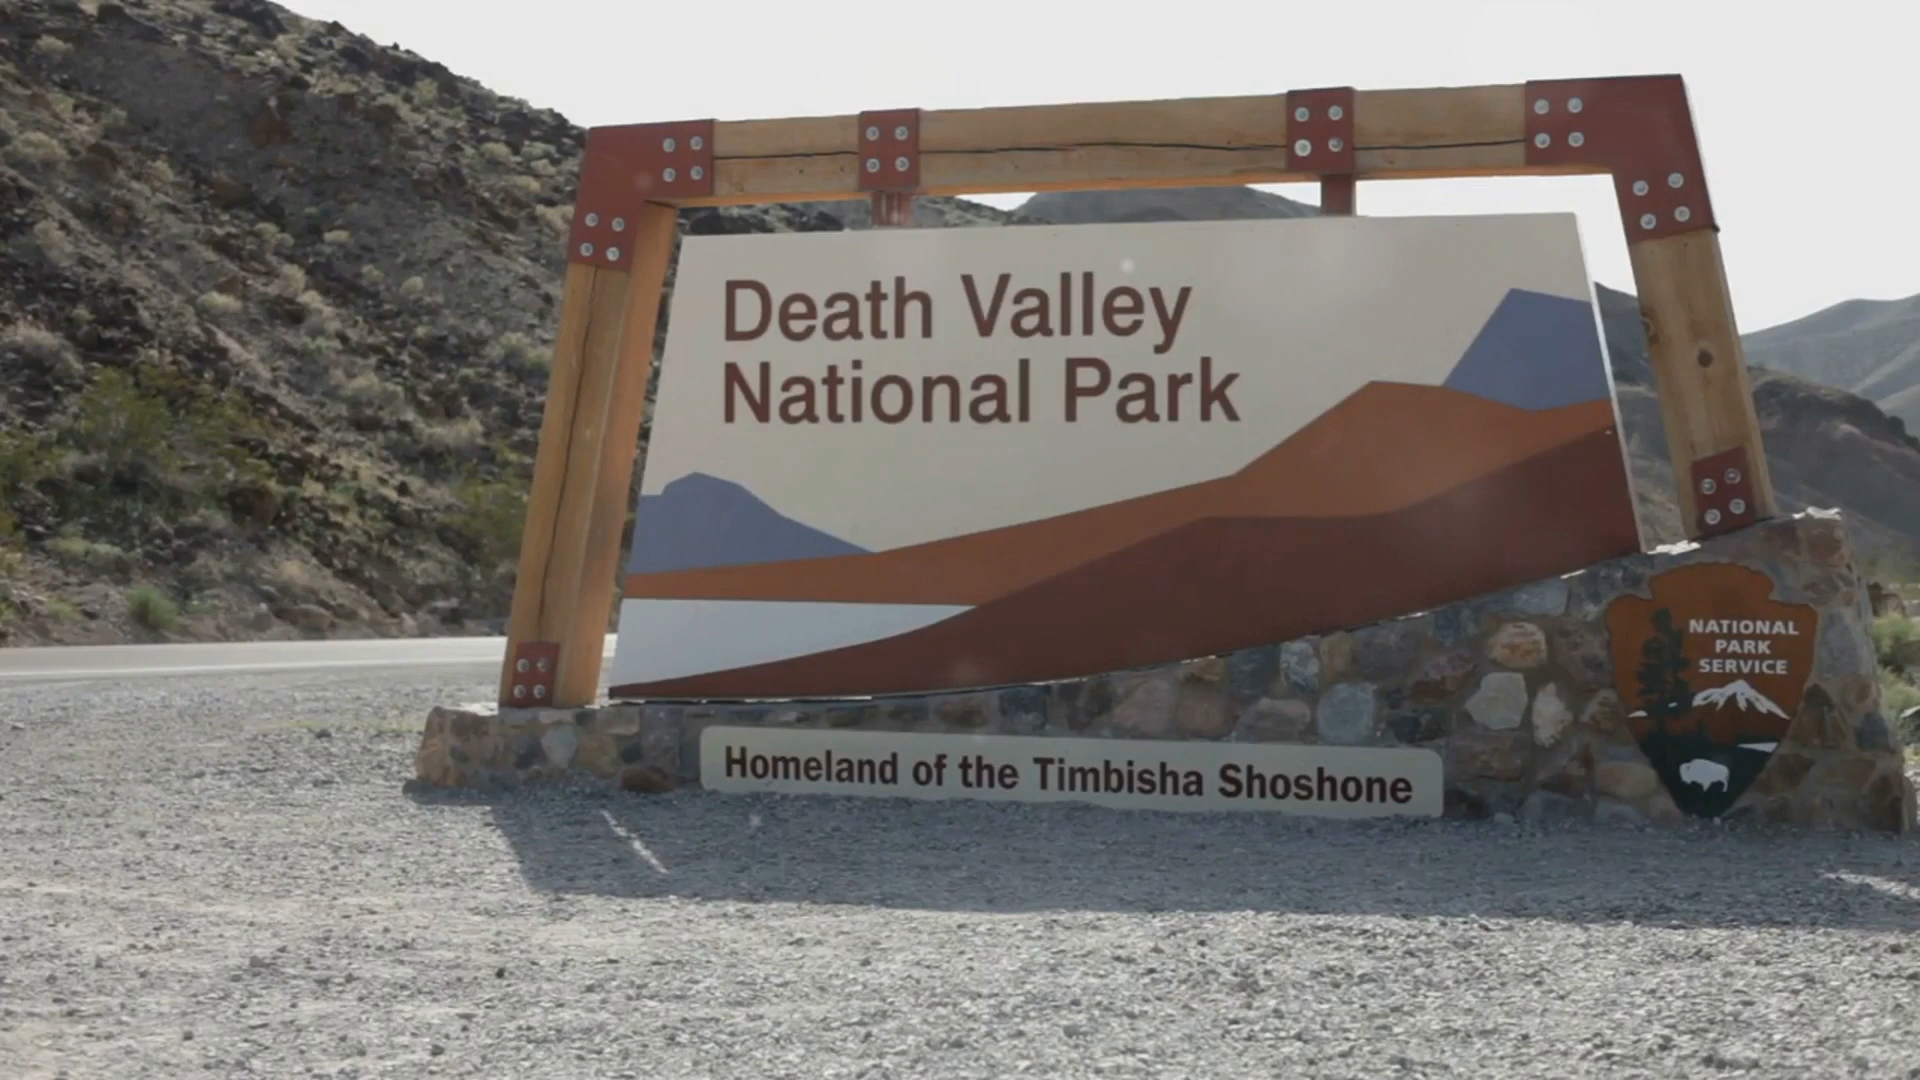 Death Valley
National Park
Homeland of the Timbisha Shoshone
NATIONAL
PARK
SERVICE